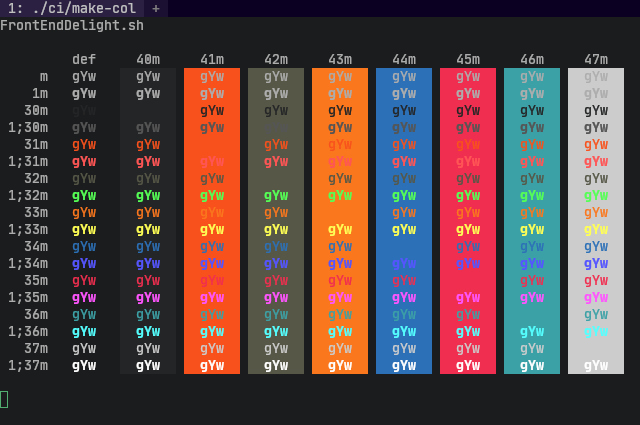 1: ./ci/make-col +
FrontEndDelight.sh
def 40m 41m 42m 43m 44m 45m 46m 47m
m gYw gYw gYw gYw gYw gYw gYw gYw gYw
1m gYw gYw gYw gYw gYw gYw gYw gYw gYw
30m gYw gYw gYw gYw gYw gYw gYw gYw
1;30m gYw gYw gYw gYw gYw gYw gYw gYw
31m gYw gYw gYw gYw gYw gYw gYw gYw
1;31m gYw gYw gYw gYw gYw gYw gYw gYw gYw
32m gYw gYw gYw gYw gYw gYw gYw gYw
1;32m gYw gYw gYw gYw gYw gYw gYw gYw gYw
33m gYw gYw gYw gYw gYw gYw gYw gYw
1;33m gYw gYw gYw gYw gYw gYw gYw gYw gYw
34m gYw gYw gYw gYw gYw gYw gYw gYw
1;34m gYw gYw gYw gYw gYw gYw gYw gYw gYw
35m gYw gYw gYw gYw gYw gYw gYw gYw
1;35m gYw gYw gYw gYw gYw gYw gYw gYw gYw
36m gYw gYw gYw gYw gYw gYw gYw gYw
1;36m gYw gYw gYw gYw gYw gYw gYw gYw gYw
37m gYw gYw gYw gYw gYw gYw gYw gYw
1;37m gYw gYw gYw gYw gYw gYw gYw gYw gYw